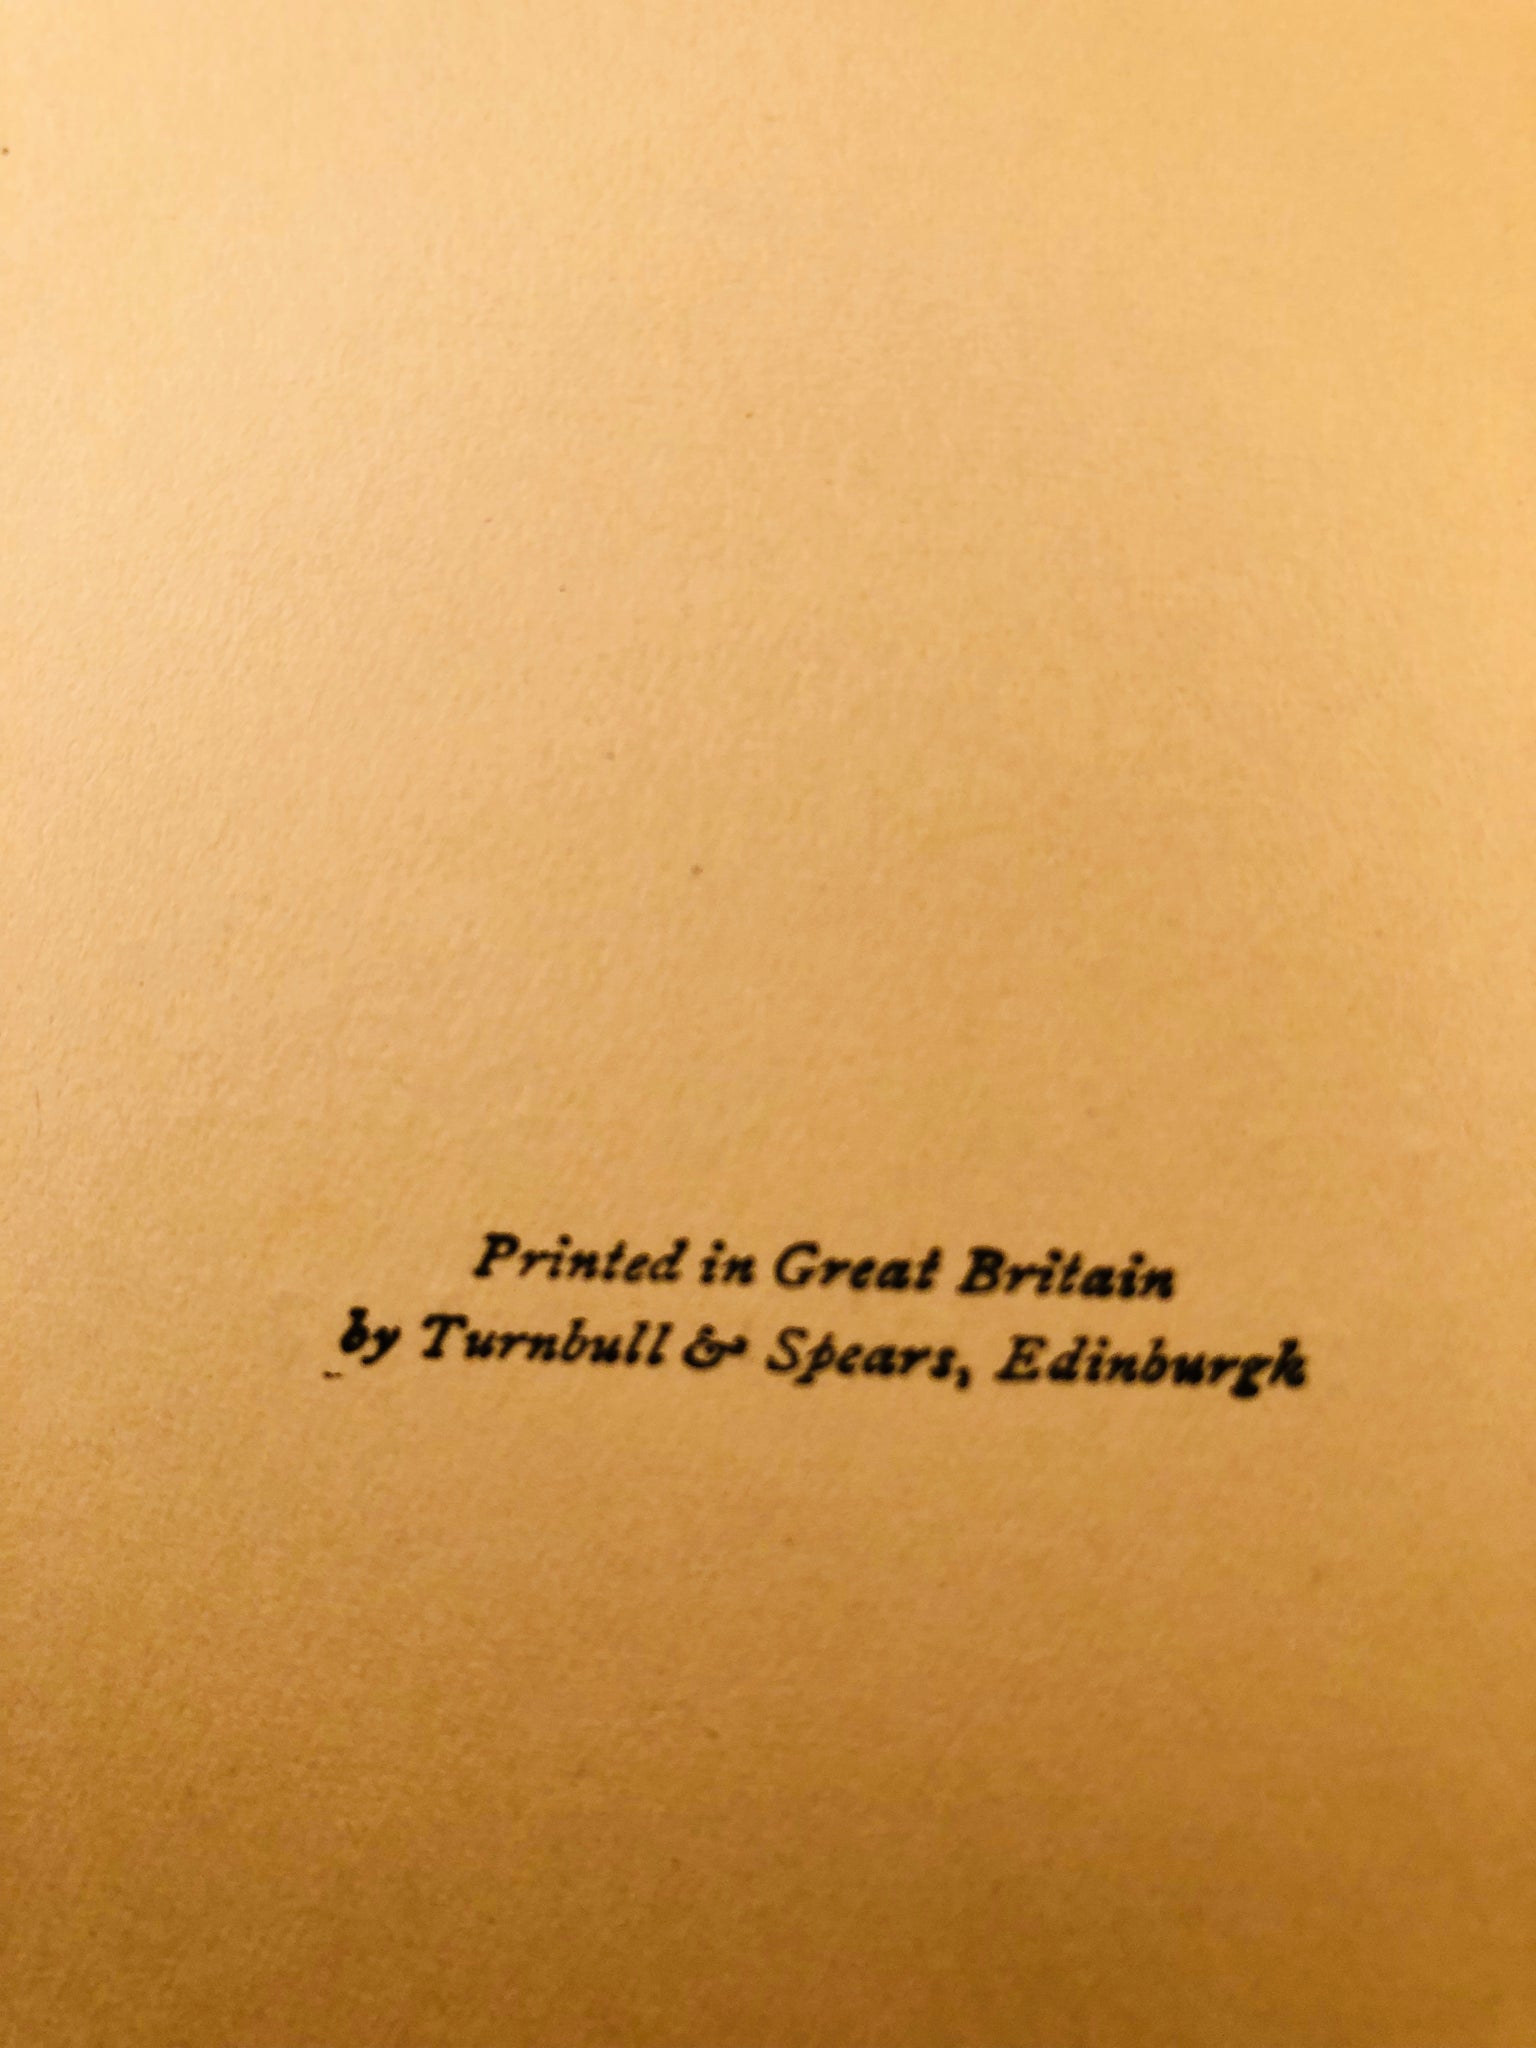 Printed in Great Britain
by Turnbull & Spears, Edinburgh